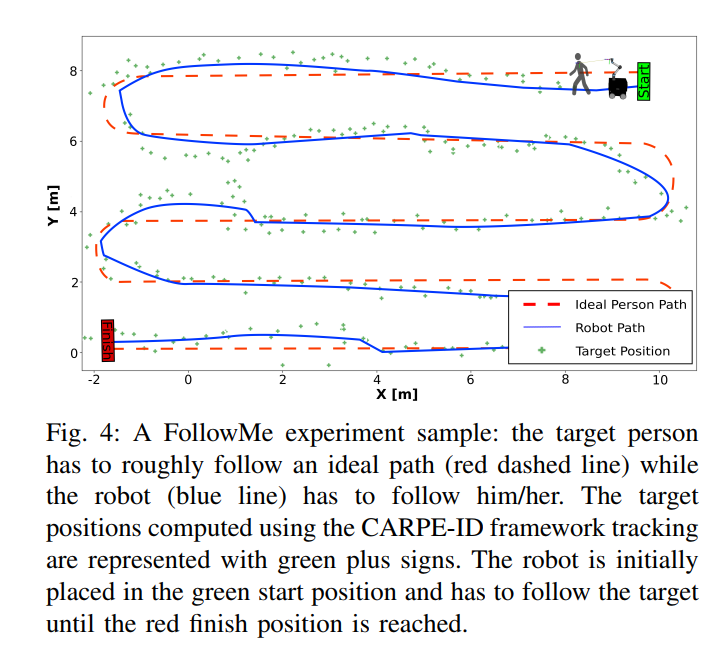 8
6
4
2
0
Y [m]
-2
0
2
4
6
8
10
X [m]
Start
Finish
Ideal Person Path
Robot Path
Target Position
Fig. 4: A FollowMe experiment sample: the target person
has to roughly follow an ideal path (red dashed line) while
the robot (blue line) has to follow him/her. The target
positions computed using the CARPE-ID framework tracking
are represented with green plus signs. The robot is initially
placed in the green start position and has to follow the target
until the red finish position is reached.